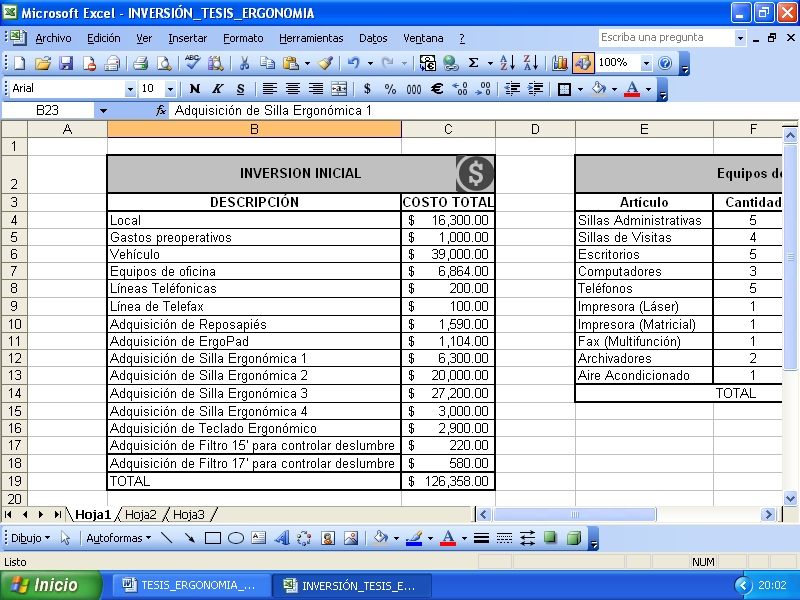 Microsoft Excel - INVERSIÓN_TESIS_ERGONOMIA
Archivo Edición Ver Insertar Formato Herramientas Datos Ventana ? Escriba una pregunta
100%
Arial 10 N K S $ % 000 €
B23 fx Adquisición de Silla Ergonómica 1
A B C D E F
1
2 INVERSION INICIAL $ Equipos de
3 DESCRIPCIÓN COSTO TOTAL Artículo Cantidad
4 Local $ 16,300.00 Sillas Administrativas 5
5 Gastos preoperativos $ 1,000.00 Sillas de Visitas 4
6 Vehículo $ 39,000.00 Escritorios 5
7 Equipos de oficina $ 6,864.00 Computadores 3
8 Líneas Teléfonicas $ 200.00 Teléfonos 5
9 Línea de Telefax $ 100.00 Impresora (Láser) 1
10 Adquisición de Reposapiés $ 1,590.00 Impresora (Matricial) 1
11 Adquisición de ErgoPad $ 1,104.00 Fax (Multifunción) 1
12 Adquisición de Silla Ergonómica 1 $ 6,300.00 Archivadores 2
13 Adquisición de Silla Ergonómica 2 $ 20,000.00 Aire Acondicionado 1
14 Adquisición de Silla Ergonómica 3 $ 27,200.00 TOTAL
15 Adquisición de Silla Ergonómica 4 $ 3,000.00
16 Adquisición de Teclado Ergonómico $ 2,900.00
17 Adquisición de Filtro 15' para controlar deslumbre $ 220.00
18 Adquisición de Filtro 17' para controlar deslumbre $ 580.00
19 TOTAL $ 126,358.00
20
Hoja1 Hoja2 Hoja3
Dibujo Autoformas
Listo NUM
Inicio TESIS_ERGONOMIA_... INVERSIÓN_TESIS_E... 20:02